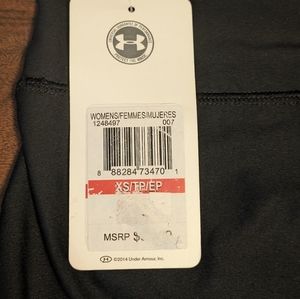 WOMENS/FEMMES/MUJERES
1248497 007
8 88284 73470 1
XS/TP/EP
MSRP $
©2014 Under Armour, Inc.